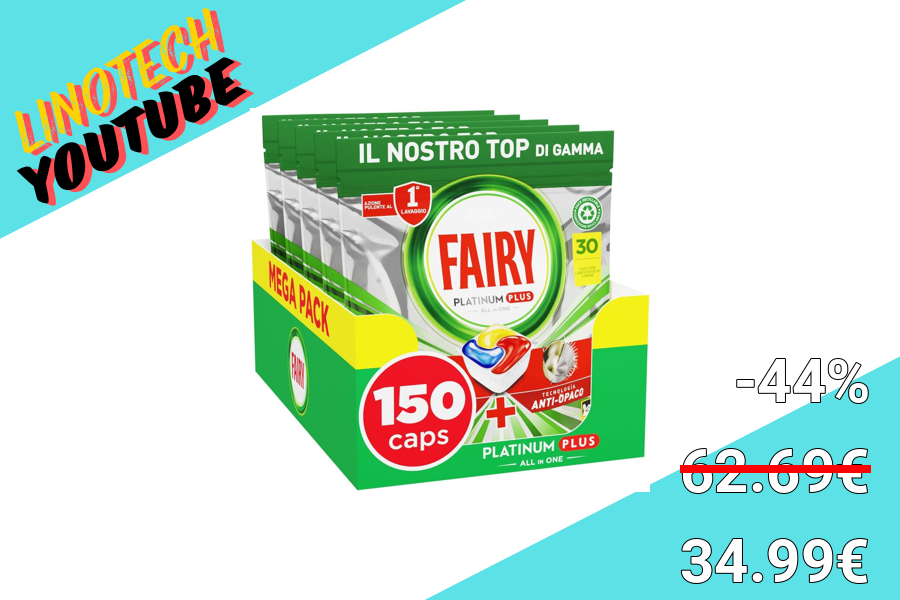 LINOTECH
YOUTUBE
IL NOSTRO TOP DI GAMMA
AZIONE
PULENTE AL
1°
LAVAGGIO
FAIRY
PLATINUM PLUS
ALL IN ONE
30
MEGA PACK
FAIRY
150
caps
+
TECNOLOGIA
ANTI-OPACO
PLATINUM PLUS
ALL IN ONE
-44%
62.69€
34.99€